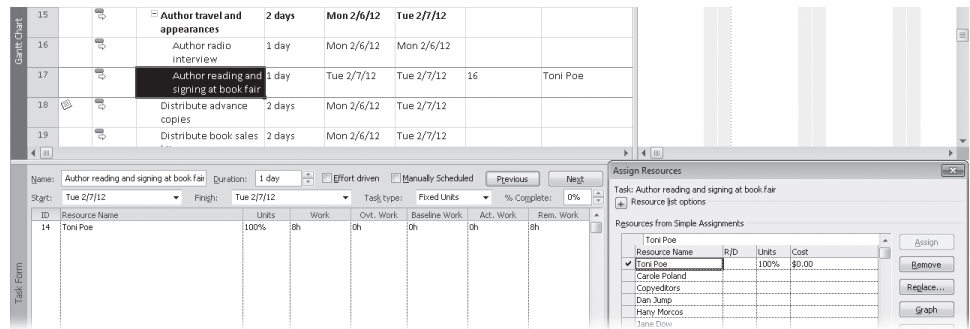 Gantt Chart
15 Author travel and appearances 2 days Mon 2/6/12 Tue 2/7/12
16 Author radio interview 1 day Mon 2/6/12 Mon 2/6/12
17 Author reading and signing at book fair 1 day Tue 2/7/12 Tue 2/7/12 16 Toni Poe
18 Distribute advance copies 2 days Mon 2/6/12 Tue 2/7/12
19 Distribute book sales 2 days Mon 2/6/12 Tue 2/7/12
Task Form
Name: Author reading and signing at book fair Duration: 1 day Effort driven Manually Scheduled Previous Next
Start: Tue 2/7/12 Finish: Tue 2/7/12 Task type: Fixed Units % Complete: 0%
ID Resource Name Units Work Ovt. Work Baseline Work Act. Work Rem. Work
14 Toni Poe 100% 8h 0h 0h 0h 8h
Assign Resources
Task: Author reading and signing at book fair
+ Resource list options
Resources from Simple Assignments
Toni Poe
Resource Name R/D Units Cost
Toni Poe 100% $0.00
Carole Poland
Copyeditors
Dan Jump
Hany Morcos
Jane Dow
Assign
Remove
Replace...
Graph